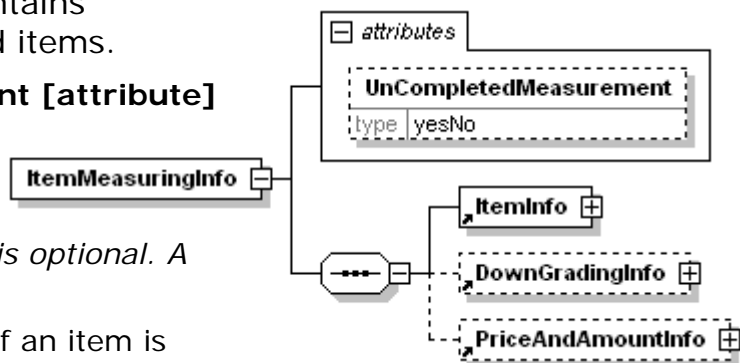 ntains
d items.
nt [attribute]
is optional. A
f an item is
attributes
UnCompletedMeasurement
type yesNo
ItemMeasuringInfo
ItemInfo
DownGradingInfo
PriceAndAmountInfo